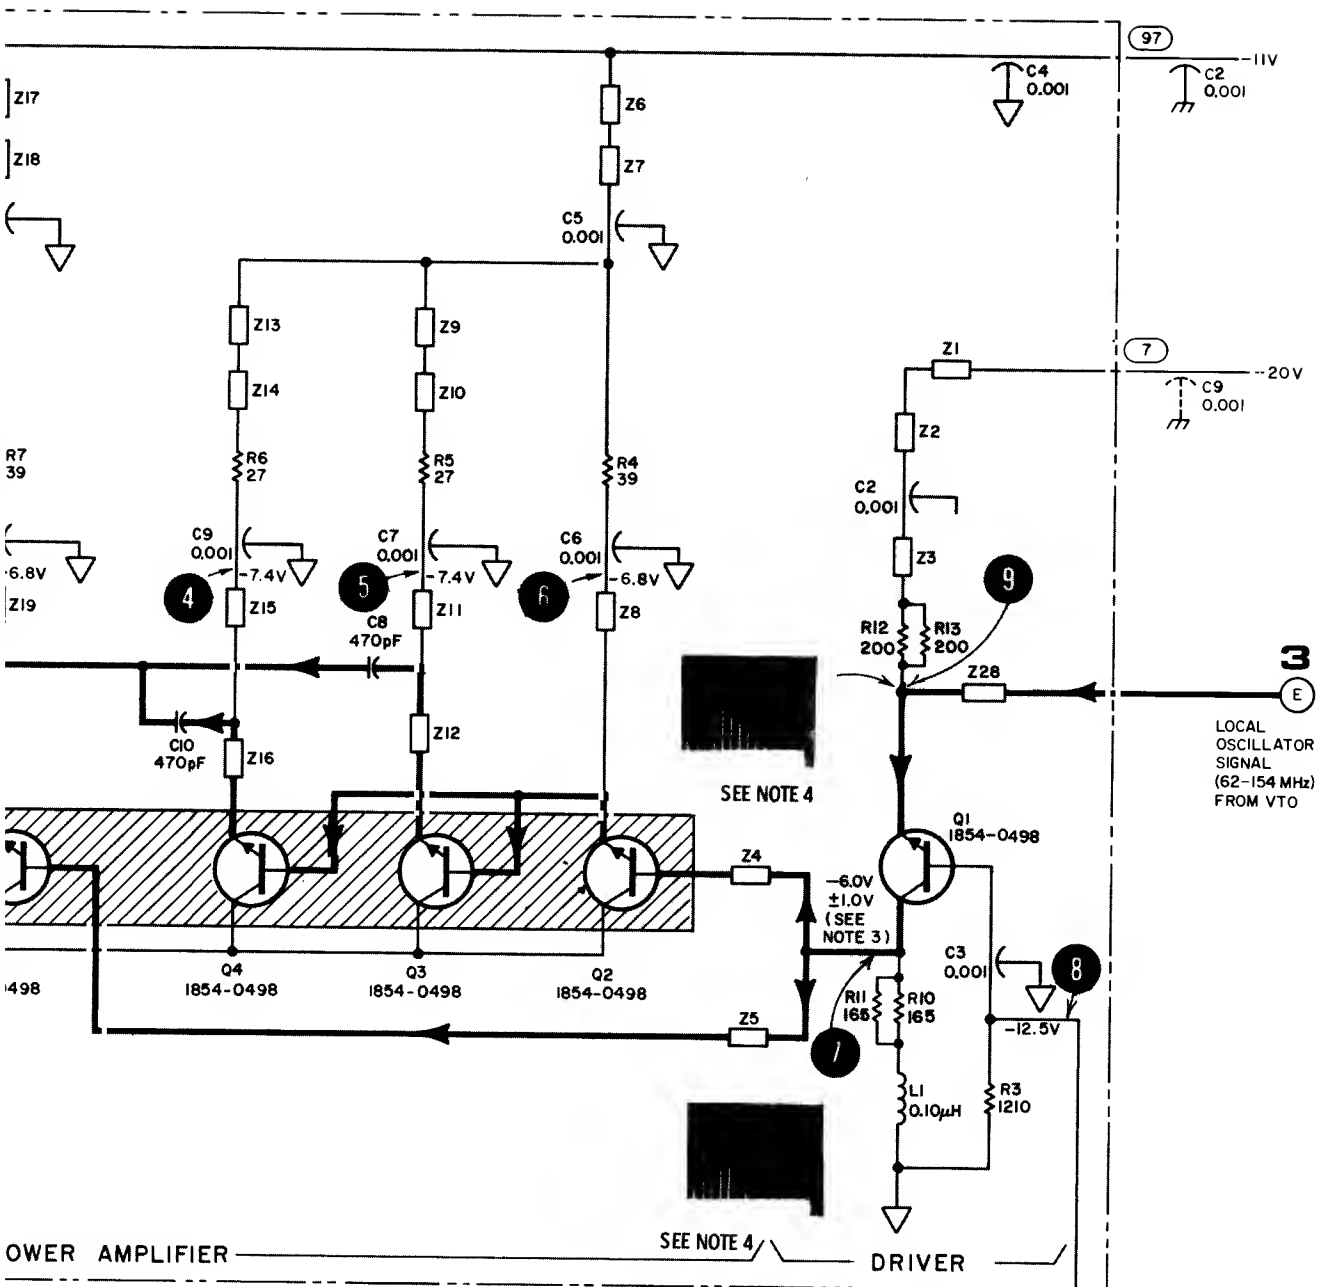 97
-11V
C4
0.001
C2
0.001
Z17
Z6
Z18
Z7
C5
0.001
Z13
Z9
Z1
7
-20V
C9
0.001
Z14
Z10
Z2
R7
39
R6
27
R5
27
R4
39
C2
0.001
C9
0.001
-7.4V
C7
0.001
-7.4V
C6
0.001
-6.8V
Z3
-6.8V
4
5
6
9
Z19
Z15
Z11
Z8
C8
470pF
R12
200
R13
200
Z28
3
E
LOCAL
OSCILLATOR
SIGNAL
(62-154 MHz)
FROM VTO
C10
470pF
Z16
Z12
SEE NOTE 4
Q1
1854-0498
Z4
-6.0V
±1.0V
(SEE
NOTE 3)
C3
0.001
8
-12.5V
Q4
1854-0498
Q3
1854-0498
Q2
1854-0498
1498
R11
165
R10
165
Z5
7
L1
0.10µH
R3
1210
SEE NOTE 4
OWER AMPLIFIER
DRIVER